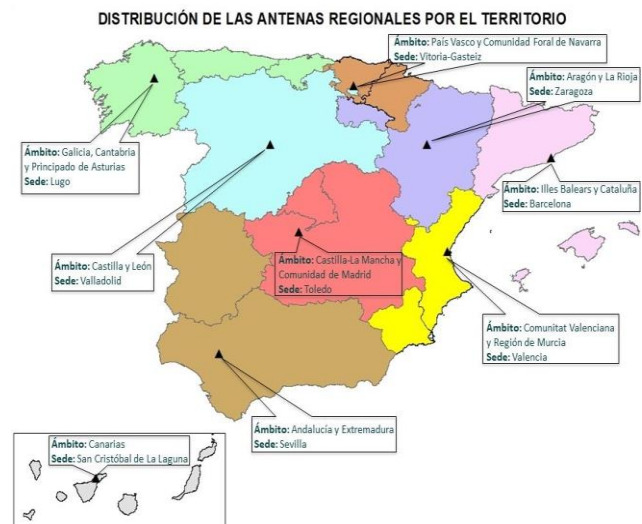 DISTRIBUCIÓN DE LAS ANTENAS REGIONALES POR EL TERRITORIO
Ámbito: País Vasco y Comunidad Foral de Navarra
Sede: Vitoria-Gasteiz
Ámbito: Aragón y La Rioja
Sede: Zaragoza
Ámbito: Galicia, Cantabria
y Principado de Asturias
Sede: Lugo
Ámbito: Illes Balears y Cataluña
Sede: Barcelona
Ámbito: Castilla y León
Sede: Valladolid
Ámbito: Castilla-La Mancha y
Comunidad de Madrid
Sede: Toledo
Ámbito: Comunitat Valenciana
y Región de Murcia
Sede: Valencia
Ámbito: Andalucía y Extremadura
Sede: Sevilla
Ámbito: Canarias
Sede: San Cristóbal de La Laguna